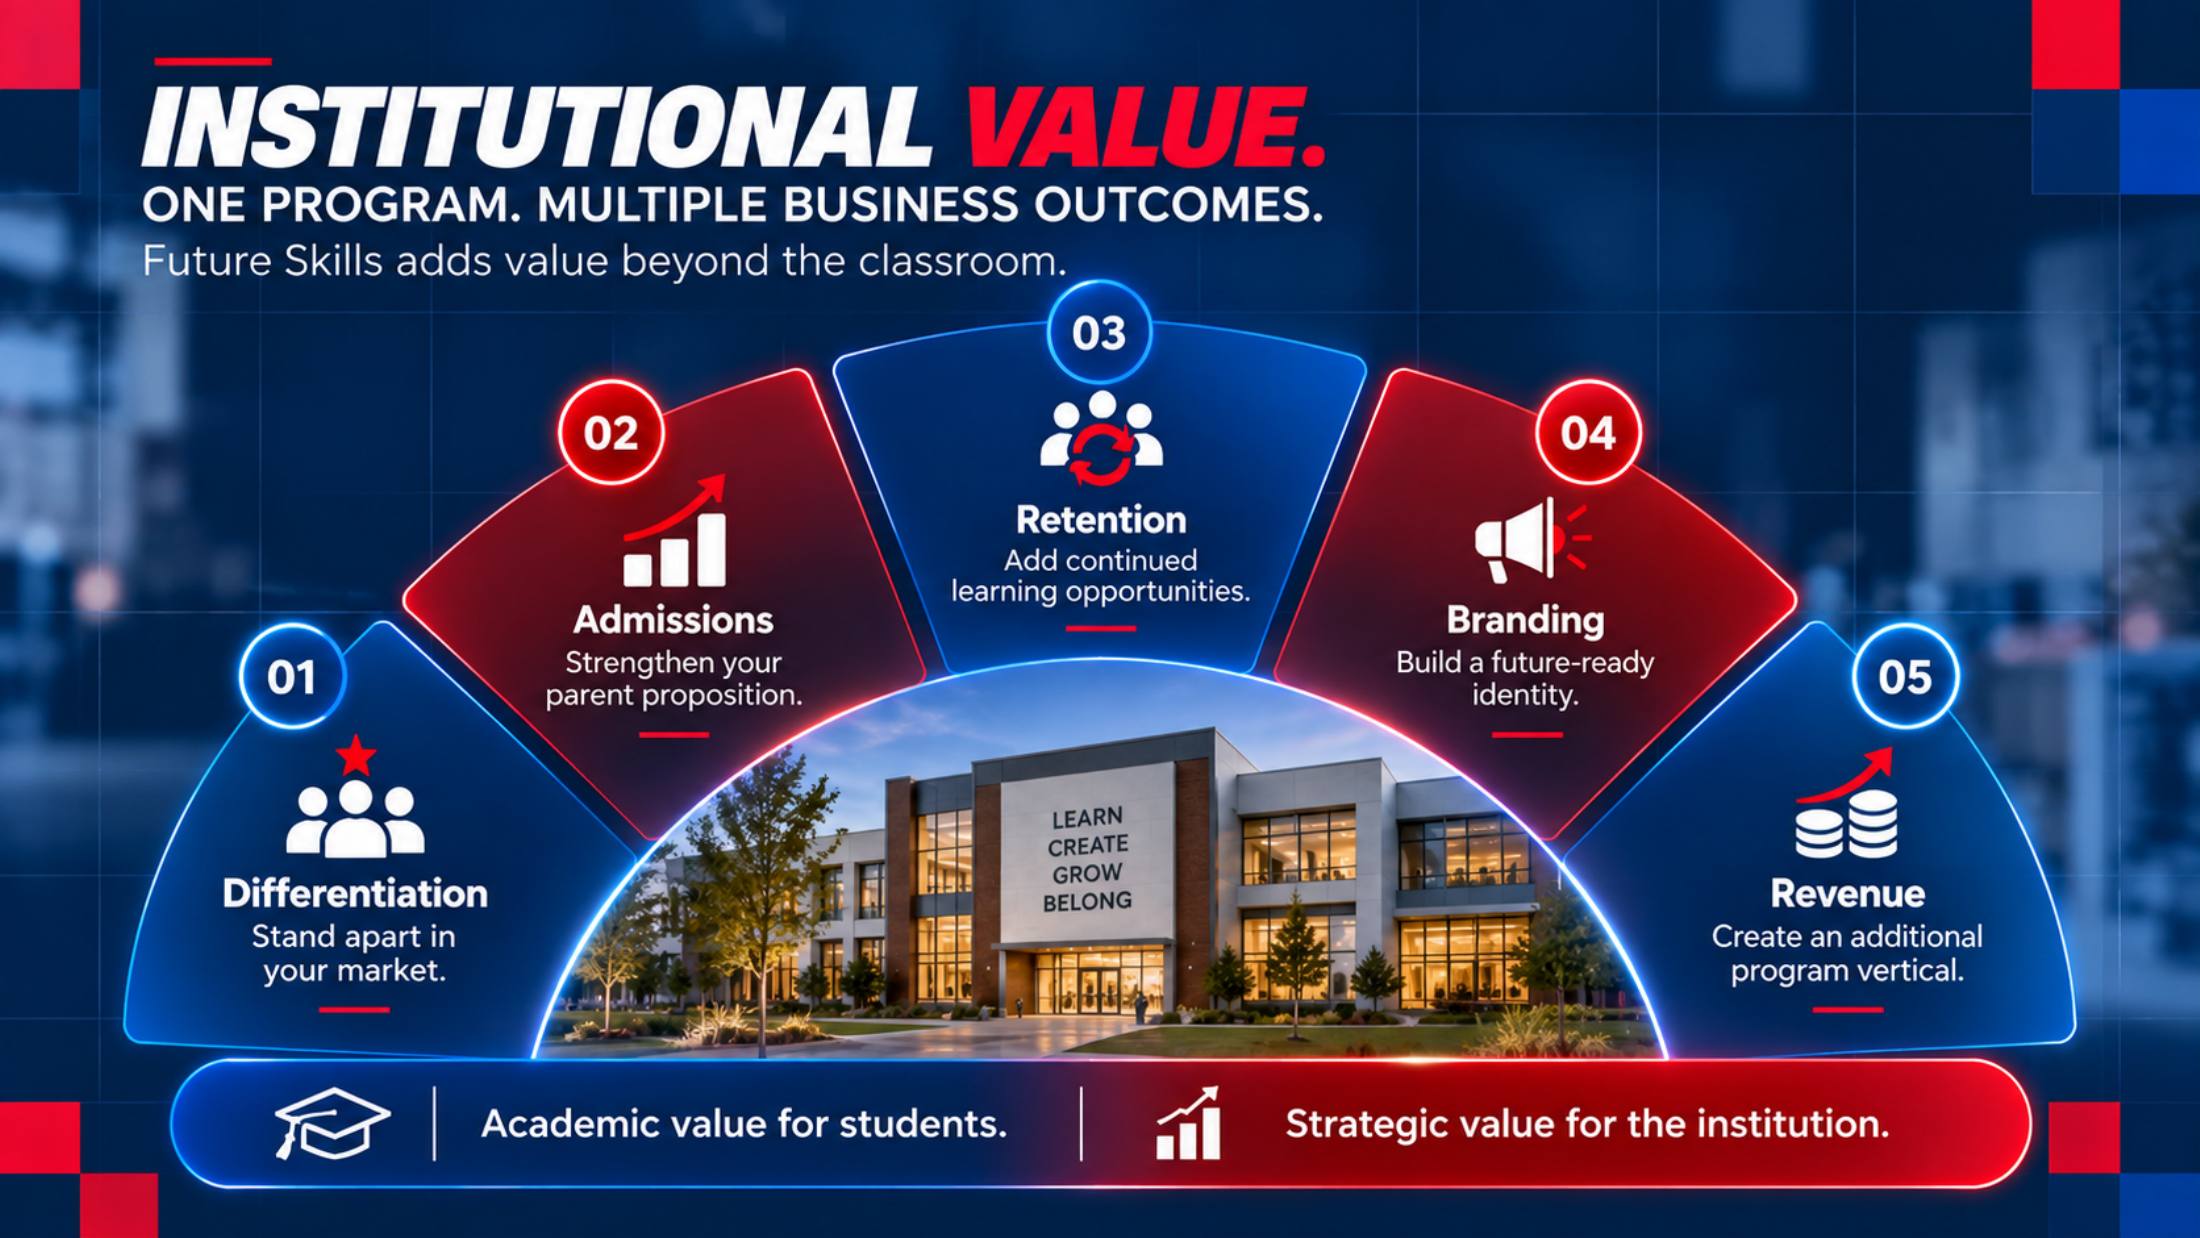 INSTITUTIONAL VALUE.
ONE PROGRAM. MULTIPLE BUSINESS OUTCOMES.
Future Skills adds value beyond the classroom.
01
Differentiation
Stand apart in
your market.
02
Admissions
Strengthen your
parent proposition.
03
Retention
Add continued
learning opportunities.
04
Branding
Build a future-ready
identity.
05
Revenue
Create an additional
program vertical.
LEARN
CREATE
GROW
BELONG
Academic value for students.
Strategic value for the institution.